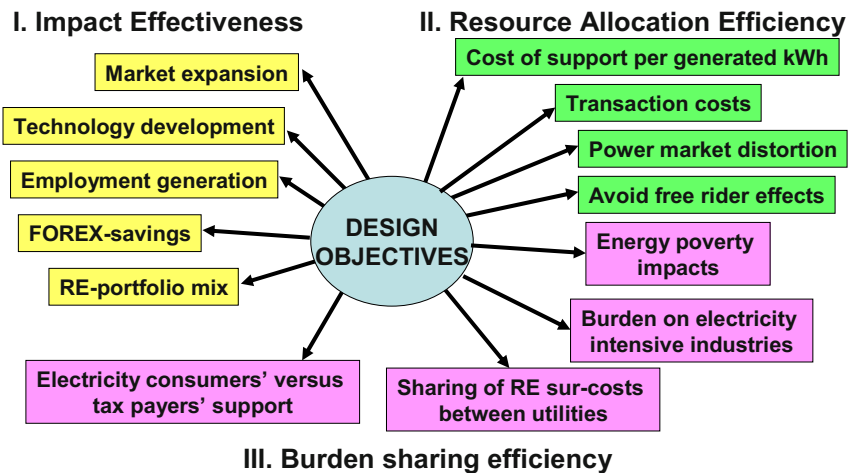 I. Impact Effectiveness
II. Resource Allocation Efficiency
Market expansion
Technology development
Employment generation
FOREX-savings
RE-portfolio mix
Cost of support per generated kWh
Transaction costs
Power market distortion
Avoid free rider effects
DESIGN
OBJECTIVES
Energy poverty
impacts
Burden on electricity
intensive industries
Electricity consumers’ versus
tax payers’ support
Sharing of RE sur-costs
between utilities
III. Burden sharing efficiency